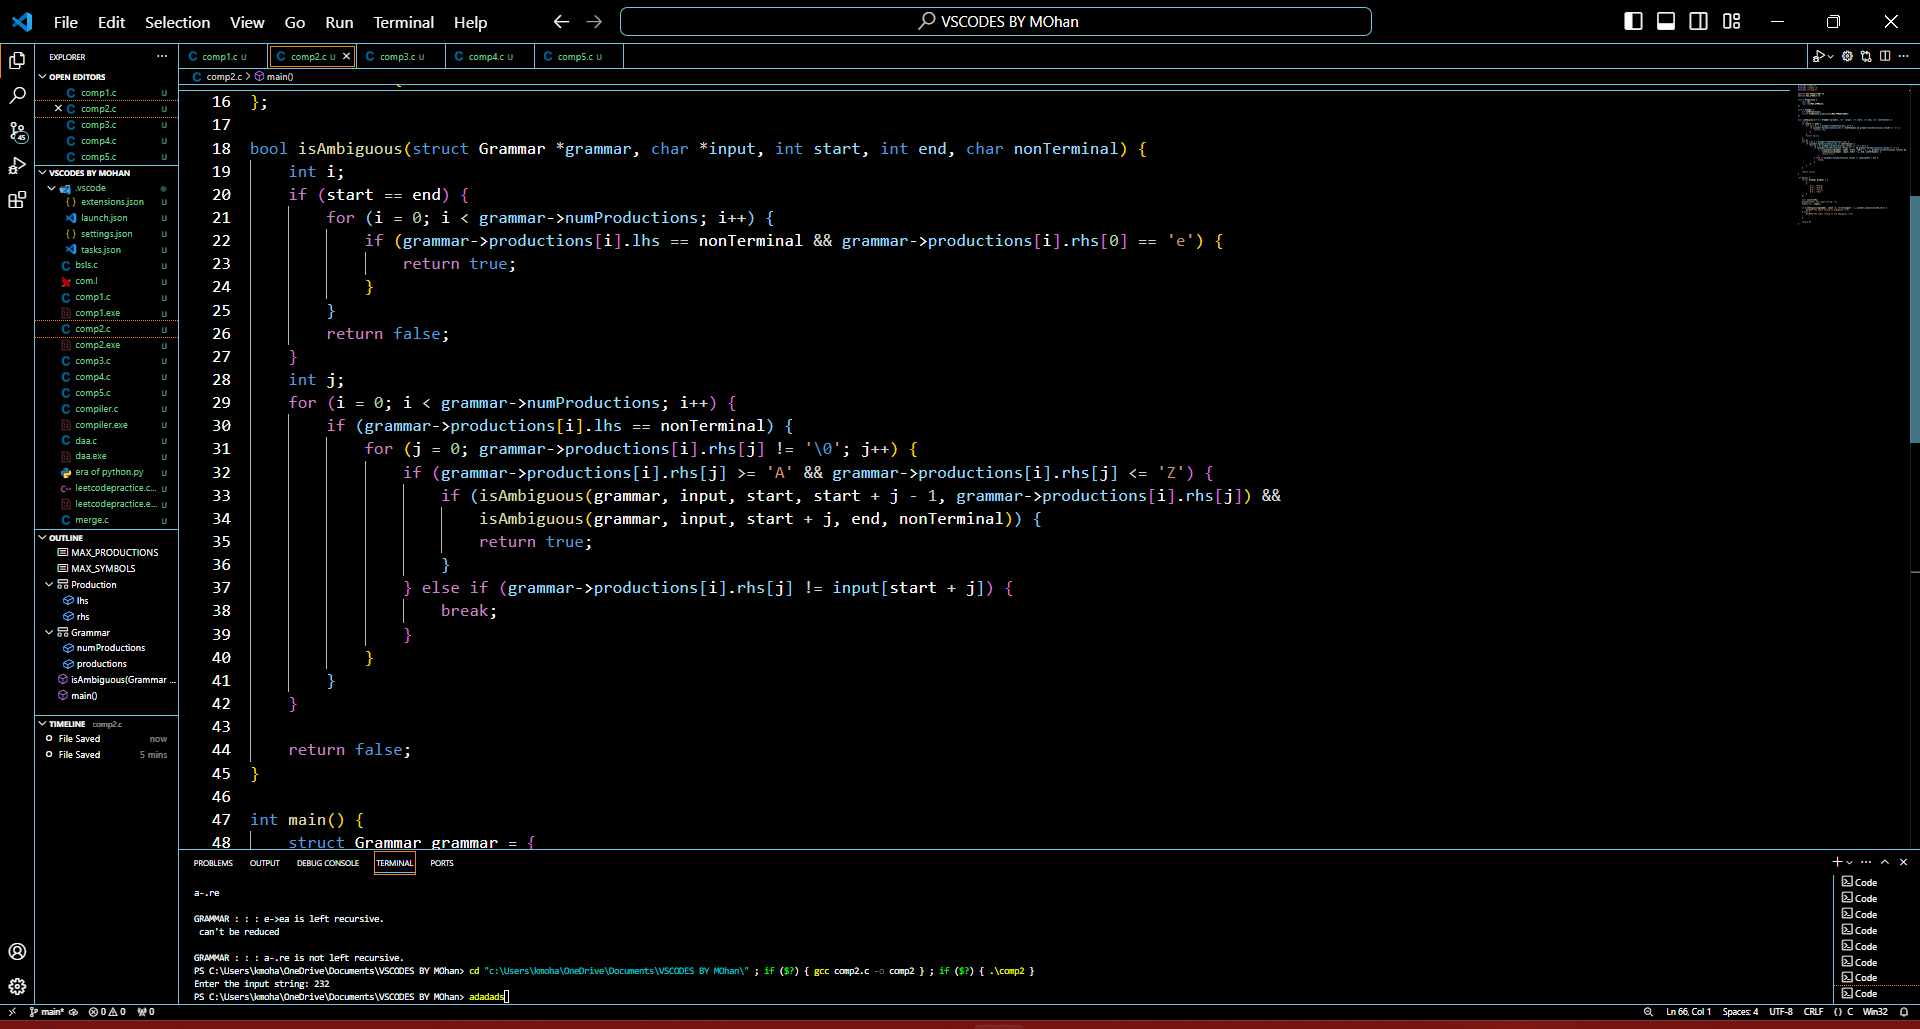 File Edit Selection View Go Run Terminal Help
VSCODES BY MOhan
EXPLORER
OPEN EDITORS
comp1.c U
comp2.c U
comp3.c U
comp4.c U
comp5.c U
VSCODES BY MOHAN
.vscode
extensions.json U
launch.json U
settings.json U
tasks.json U
bsls.c U
com.l U
comp1.c U
comp1.exe U
comp2.c U
comp2.exe U
comp3.c U
comp4.c U
comp5.c U
compiler.c U
compiler.exe U
daa.c U
daa.exe U
era of python.py U
leetcodepractice.c... U
leetcodepractice.e... U
merge.c U
OUTLINE
MAX_PRODUCTIONS
MAX_SYMBOLS
Production
lhs
rhs
Grammar
numProductions
productions
isAmbiguous(Grammar ...
main()
TIMELINE comp2.c
File Saved now
File Saved 5 mins
45
comp1.c U comp2.c U comp3.c U comp4.c U comp5.c U
comp2.c > main()
16 };
17
18 bool isAmbiguous(struct Grammar *grammar, char *input, int start, int end, char nonTerminal) {
19 int i;
20 if (start == end) {
21 for (i = 0; i < grammar->numProductions; i++) {
22 if (grammar->productions[i].lhs == nonTerminal && grammar->productions[i].rhs[0] == 'e') {
23 return true;
24 }
25 }
26 return false;
27 }
28 int j;
29 for (i = 0; i < grammar->numProductions; i++) {
30 if (grammar->productions[i].lhs == nonTerminal) {
31 for (j = 0; grammar->productions[i].rhs[j] != '\0'; j++) {
32 if (grammar->productions[i].rhs[j] >= 'A' && grammar->productions[i].rhs[j] <= 'Z') {
33 if (isAmbiguous(grammar, input, start, start + j - 1, grammar->productions[i].rhs[j]) &&
34 isAmbiguous(grammar, input, start + j, end, nonTerminal)) {
35 return true;
36 }
37 } else if (grammar->productions[i].rhs[j] != input[start + j]) {
38 break;
39 }
40 }
41 }
42 }
43
44 return false;
45 }
46
47 int main() {
48 struct Grammar grammar = {
PROBLEMS OUTPUT DEBUG CONSOLE TERMINAL PORTS
a-.re
GRAMMAR : : : e->ea is left recursive.
can't be reduced
GRAMMAR : : : a-.re is not left recursive.
PS C:\Users\kmoha\OneDrive\Documents\VSCODES BY MOhan> cd "c:\Users\kmoha\OneDrive\Documents\VSCODES BY MOhan\" ; if ($?) { gcc comp2.c -o comp2 } ; if ($?) { .\comp2 }
Enter the input string: 232
PS C:\Users\kmoha\OneDrive\Documents\VSCODES BY MOhan> adadads
Code
Code
Code
Code
Code
Code
Code
Code
main* 0 0 0 Ln 66, Col 1 Spaces: 4 UTF-8 CRLF {} C Win32